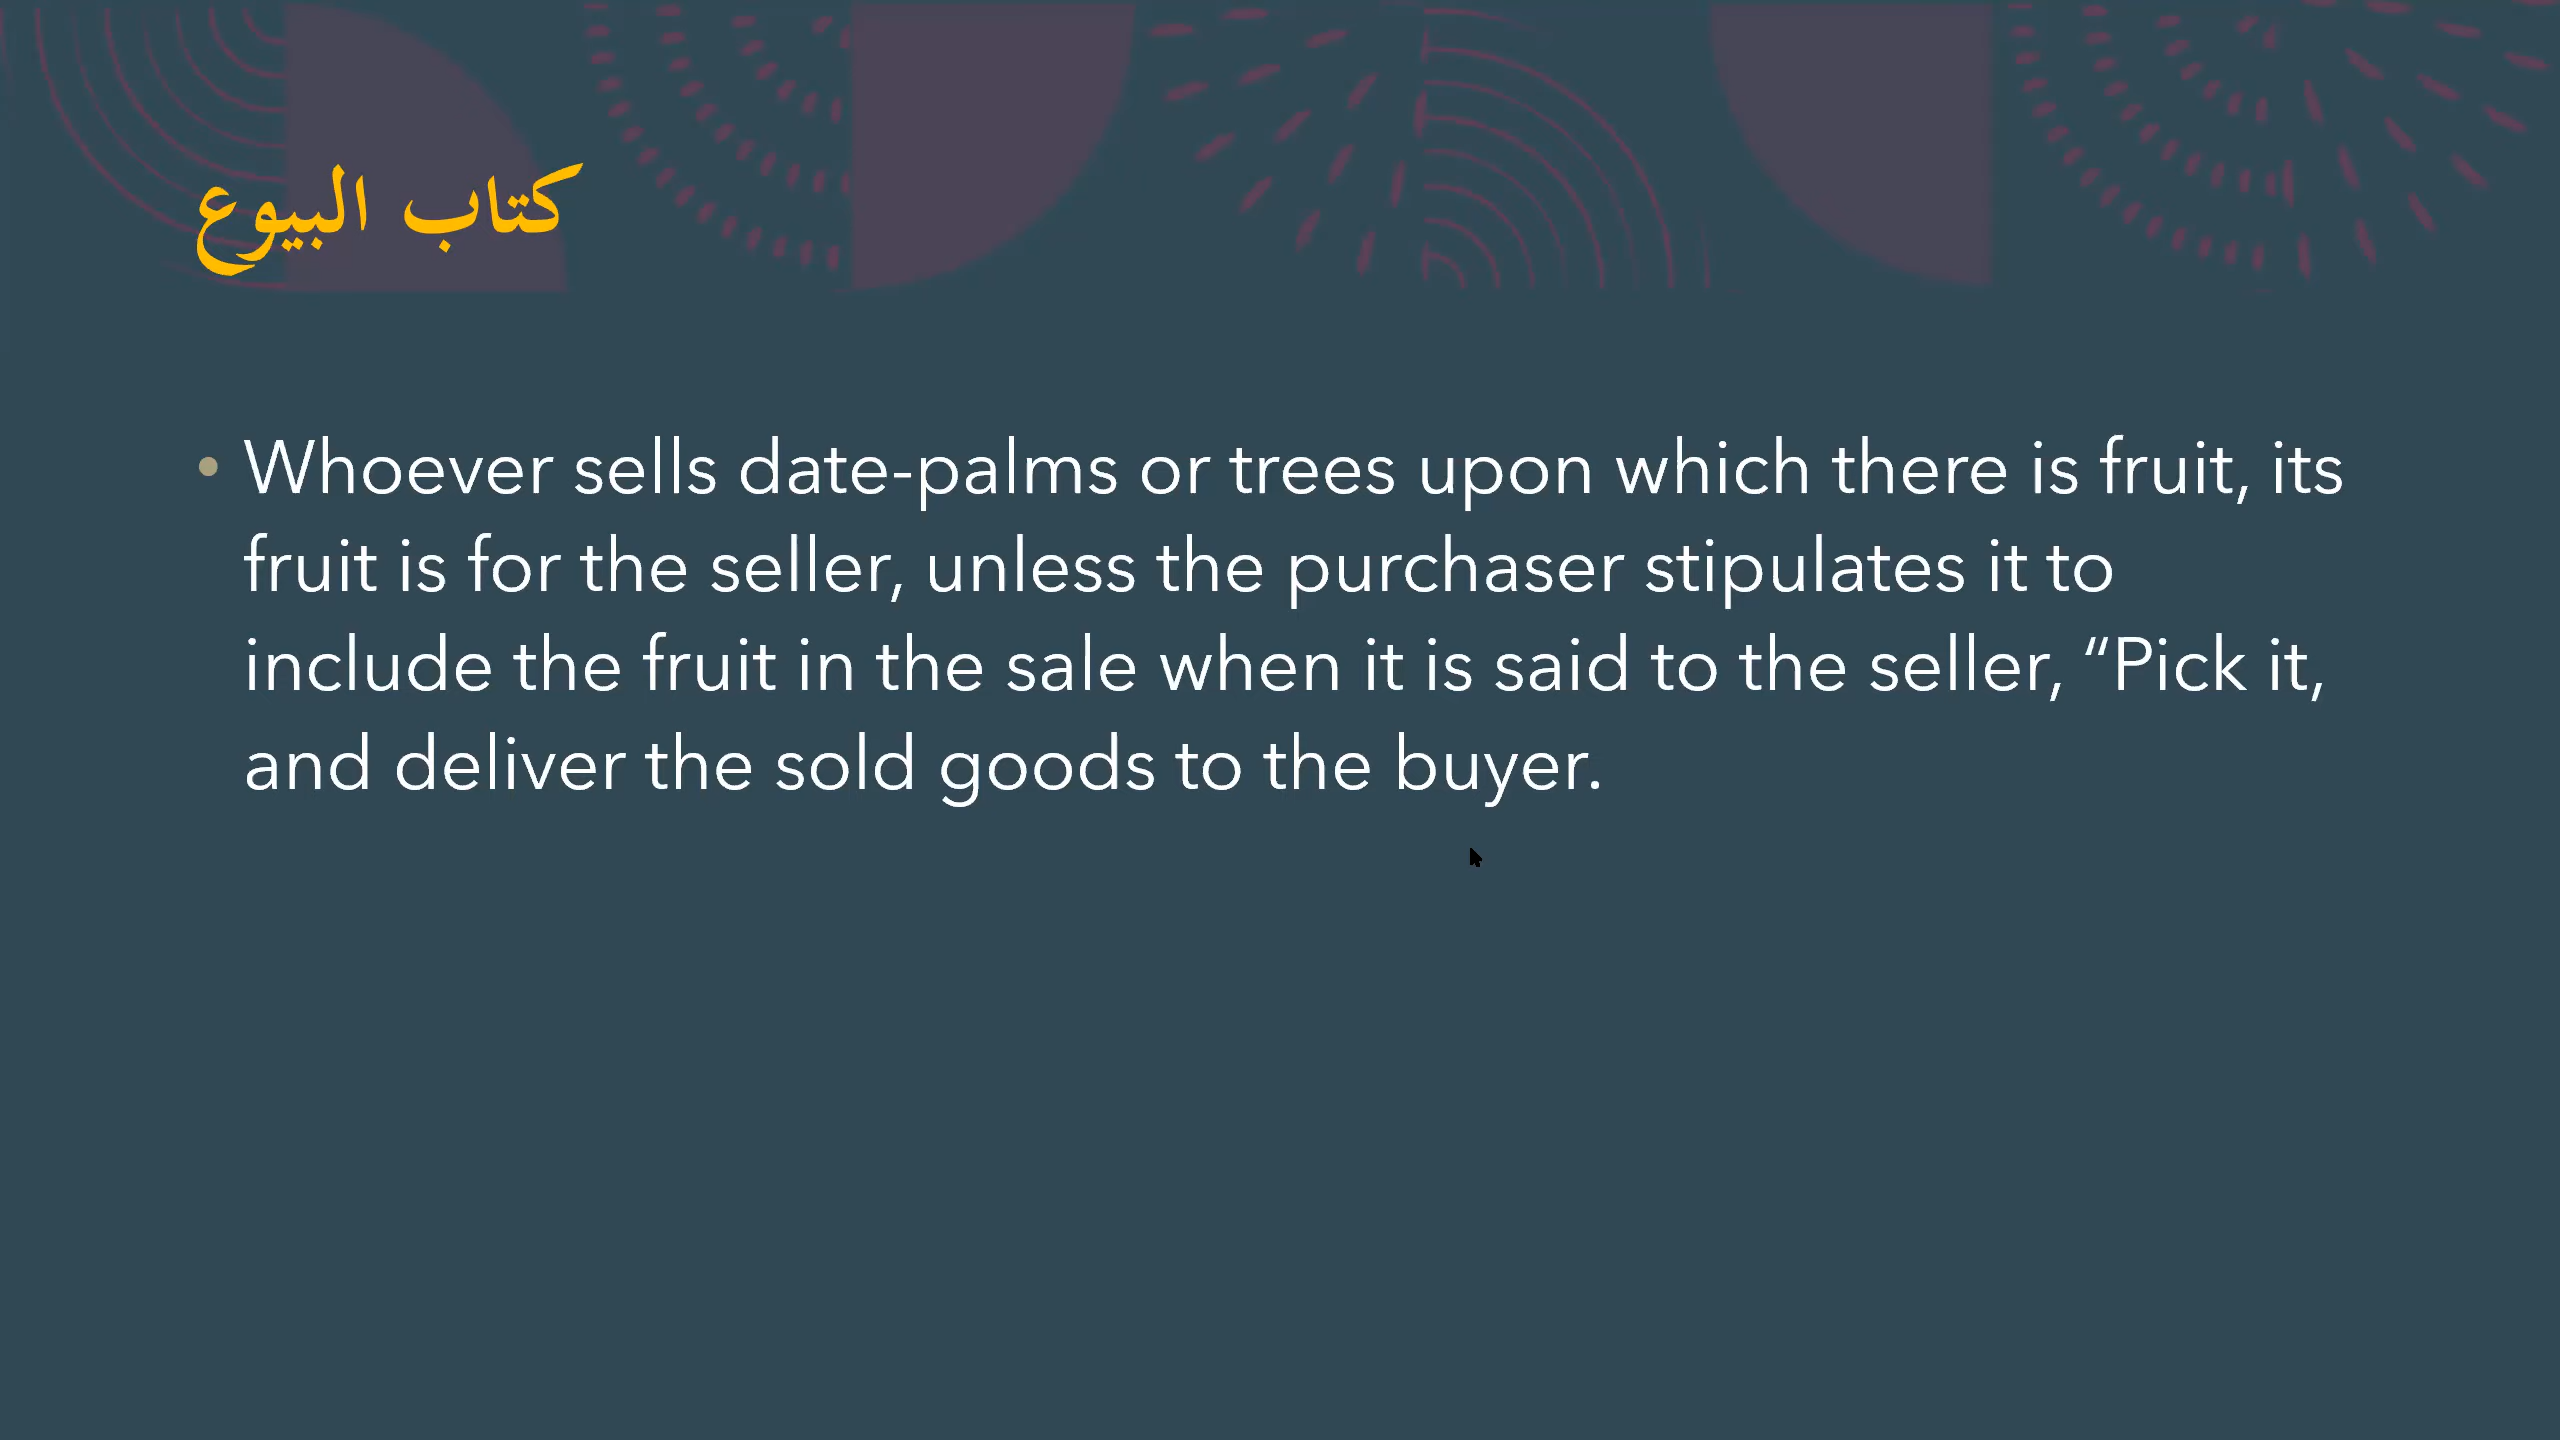 كتاب البيوع
• Whoever sells date-palms or trees upon which there is fruit, its
fruit is for the seller, unless the purchaser stipulates it to
include the fruit in the sale when it is said to the seller, “Pick it,
and deliver the sold goods to the buyer.